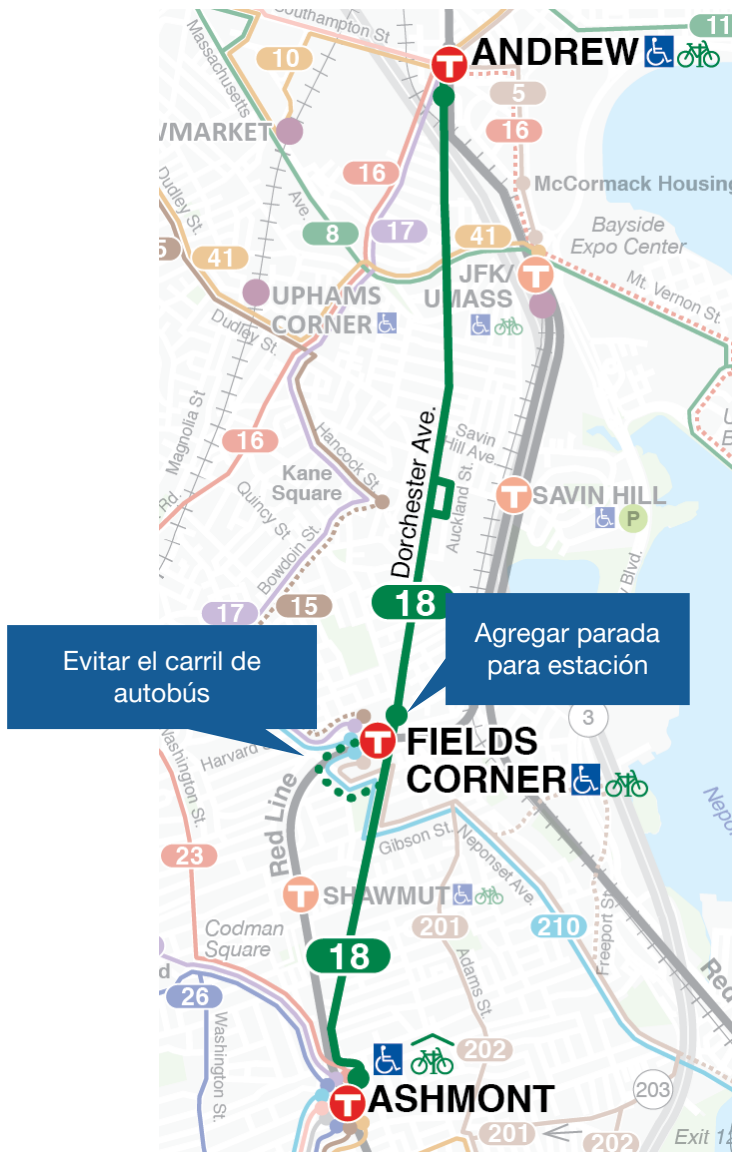 Southampton St
11
ANDREW
Massachusetts
Ave.
10
5
16
WMARKET
McCormack Housing
16
Dudley St.
8
17
41
Bayside
Expo Center
41
5
JFK/
UMASS
Mt. Vernon St.
UPHAMS
CORNER
Dudley St.
Magnolia St
Dorchester Ave.
Savin
Hill Ave
16
Hancock St
Auckland St.
Kane
Square
SAVIN HILL
P
Quincy St
Rd.
Bowdoin St.
Blvd.
17
15
18
Agregar parada
para estación
Evitar el carril de
autobús
3
Washington St.
Harvard
FIELDS
CORNER
Red Line
Gibson St.
Neponset Ave.
23
SHAWMUT
201
210
Freeport St
Codman
Square
18
Adams St.
Red
26
d
Washington St.
202
ASHMONT
203
201
202
Exit 12